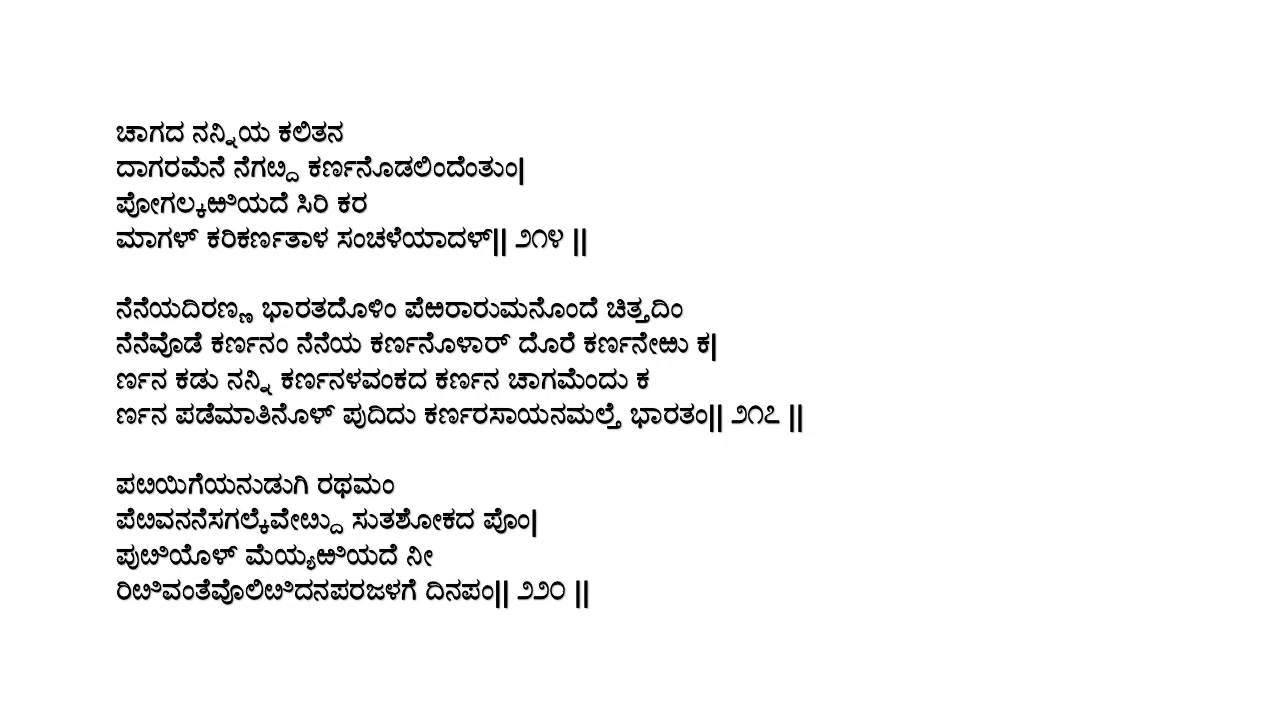 ಚಾಗದ ನನ್ನಿಯ ಕಲಿತನ
ದಾಗರಮೆನೆ ನೆಗೞ್ದ ಕರ್ಣನೊಡಲಿಂದೆಂತುಂ|
ಪೋಗಲ್ಕಱಿಯದೆ ಸಿರಿ ಕರ
ಮಾಗಳ್ ಕರಿಕರ್ಣತಾಳ ಸಂಚಳೆಯಾದಳ್|| ೨೧೪ ||
ನೆನೆಯದಿರಣ್ಣ ಭಾರತದೊಳಿಂ ಪೆಱರಾರುಮನೊಂದೆ ಚಿತ್ತದಿಂ
ನೆನೆವೊಡೆ ಕರ್ಣನಂ ನೆನೆಯ ಕರ್ಣನೊಳಾರ್ ದೊರೆ ಕರ್ಣನೇಱು ಕ|
ರ್ಣನ ಕಡು ನನ್ನಿ ಕರ್ಣನಳವಂಕದ ಕರ್ಣನ ಚಾಗಮೆಂದು ಕ
ರ್ಣನ ಪಡೆಮಾತಿನೊಳ್ ಪುದಿದು ಕರ್ಣರಸಾಯನಮಲ್ತೆ ಭಾರತಂ|| ೨೧೭ ||
ಪೞಯಿಗೆಯನುಡುಗಿ ರಥಮಂ
ಪೆೞವನನೆಸಗಲ್ಕೆವೇೞ್ದು ಸುತಶೋಕದ ಪೊಂ|
ಪುೞಿಯೊಳ್ ಮೆಯ್ಯಱಿಯದೆ ನೀ
ರಿೞಿವಂತೆವೊಲಿೞಿದನಪರಜಳಗೆ ದಿನಪಂ|| ೨೨೦ ||